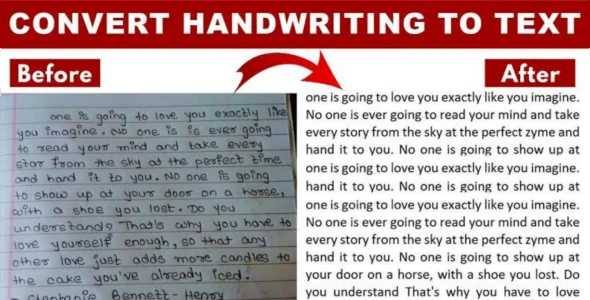 CONVERT HANDWRITING TO TEXT
Before
After
one is going to love you exactly like
you imagine. No one is is ever going
to read your mind and take every
star from the sky at the perfect time
and hand it to you. No one is going
to show up at your door on a horse,
with a shoe you lost. Do you
understand? That's why you have to
love yourself enough, so that any
other love just adds more candles to
the cake you've already iced.
- Stephanie Bennett-Henry
one is going to love you exactly like you imagine.
No one is ever going to read your mind and take
every story from the sky at the perfect zyme and
hand it to you. No one is going to show up at
one is going to love you exactly like you imagine.
hand it to you. No one is going to show up at
one is going to love you exactly like you imagine.
No one is ever going to read your mind and take
every story from the sky at the perfect zyme and
hand it to you. No one is going to show up at
your door on a horse, with a shoe you lost. Do
you understand That's why you have to love